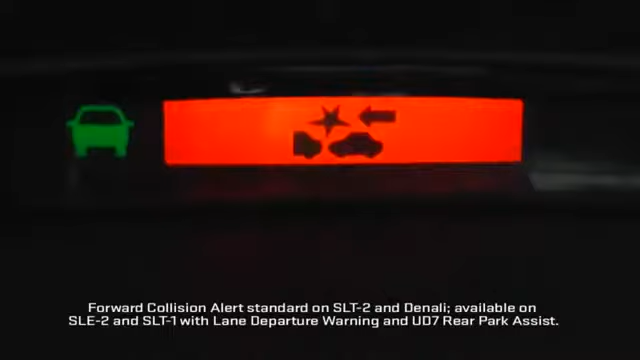 Forward Collision Alert standard on SLT-2 and Denali; available on
SLE-2 and SLT-1 with Lane Departure Warning and UD7 Rear Park Assist.